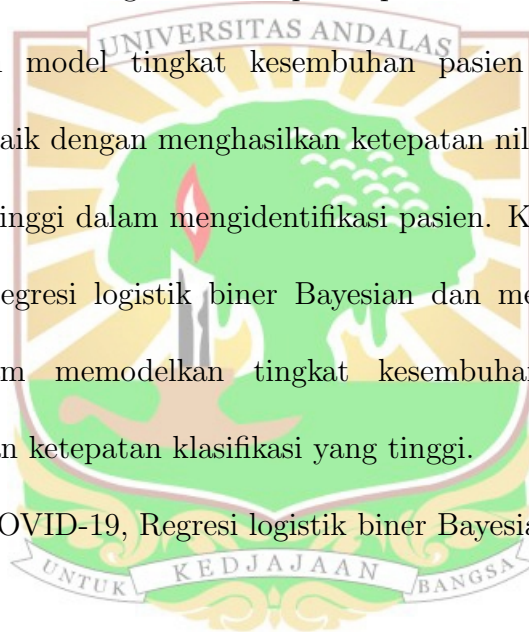 UNIVERSITAS ANDALAS
model tingkat kesembuhan pasien
aik dengan menghasilkan ketepatan nil
inggi dalam mengidentifikasi pasien. K
egresi logistik biner Bayesian dan me
m memodelkan tingkat kesembuha
n ketepatan klasifikasi yang tinggi.
OVID-19, Regresi logistik biner Bayesia
UNTUK KEDJAJAAN BANGSA